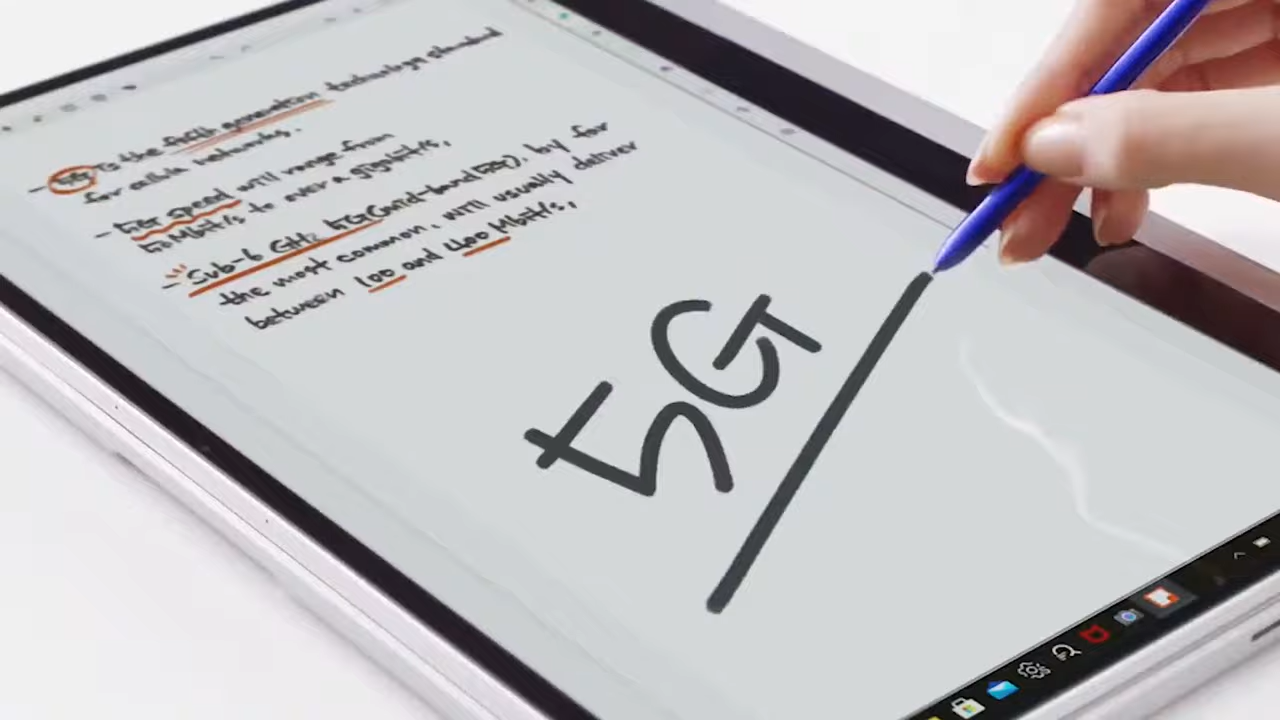 - 5G is the fifth generation technology standard
for cellular networks.
- 5G speed will range from
50Mbit/s to over a gigabit/s,
- Sub-6 GHz 5G(mid-band 5G), by far
the most common, will usually deliver
between 100 and 400 Mbit/s,
5G